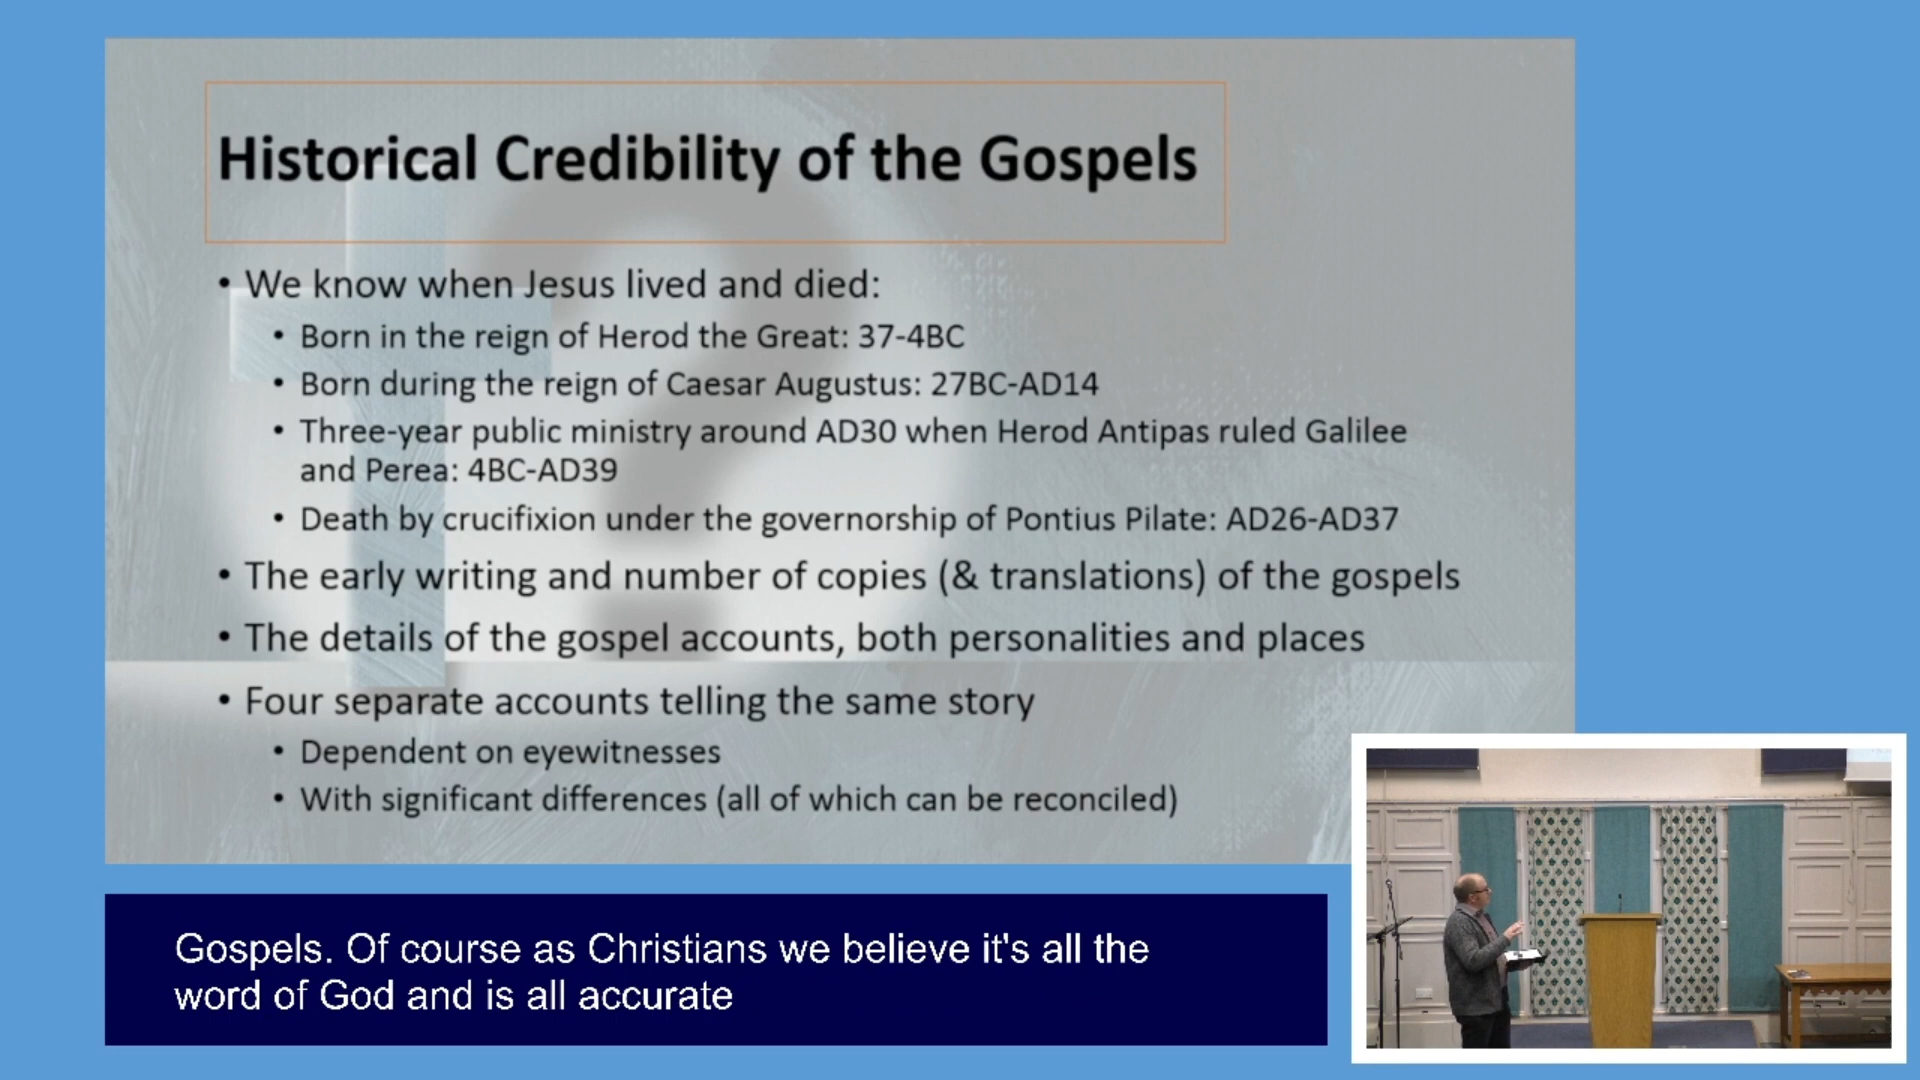 Historical Credibility of the Gospels
• We know when Jesus lived and died:
• Born in the reign of Herod the Great: 37-4BC
• Born during the reign of Caesar Augustus: 27BC-AD14
• Three-year public ministry around AD30 when Herod Antipas ruled Galilee
and Perea: 4BC-AD39
• Death by crucifixion under the governorship of Pontius Pilate: AD26-AD37
• The early writing and number of copies (& translations) of the gospels
• The details of the gospel accounts, both personalities and places
• Four separate accounts telling the same story
• Dependent on eyewitnesses
• With significant differences (all of which can be reconciled)
Gospels. Of course as Christians we believe it's all the
word of God and is all accurate